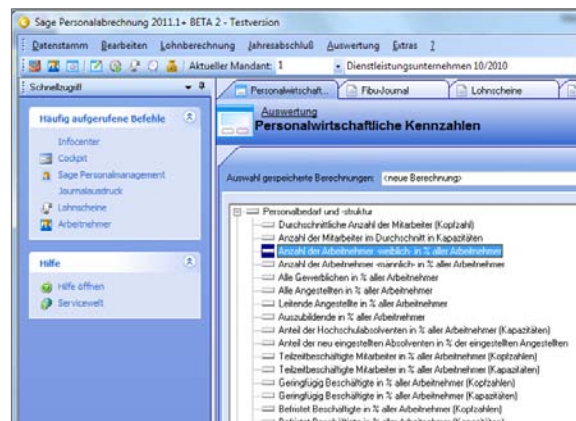 Sage Personalabrechnung 2011.1+ BETA 2 - Testversion
Datenstamm Bearbeiten Lohnberechnung Jahresabschluß Auswertung Extras ?
Aktueller Mandant: 1 Dienstleistungsunternehmen 10/2010
Schnellzugriff
Personalwirtschaft... Fibu-Journal Lohnscheine
Häufig aufgerufene Befehle
Infocenter
Cockpit
Sage Personalmanagement
Journalausdruck
Lohnscheine
Arbeitnehmer
Hilfe
Hilfe öffnen
Servicewelt
Auswertung
Personalwirtschaftliche Kennzahlen
Auswahl gespeicherte Berechnungen: <neue Berechnung>
Personalbedarf und -struktur
Durchschnittliche Anzahl der Mitarbeiter (Kopfzahl)
Anzahl der Mitarbeiter im Durchschnitt in Kapazitäten
Anzahl der Arbeitnehmer -weiblich- in % aller Arbeitnehmer
Anzahl der Arbeitnehmer -männlich- in % aller Arbeitnehmer
Alle Gewerblichen in % aller Arbeitnehmer
Alle Angestellten in % aller Arbeitnehmer
Leitende Angestellte in % aller Arbeitnehmer
Auszubildende in % aller Arbeitnehmer
Anteil der Hochschulabsolventen in % aller Arbeitnehmer (Kapazitäten)
Anteil der neu eingestellten Absolventen in % der eingestellten Angestellten
Teilzeitbeschäftigte Mitarbeiter in % aller Arbeitnehmer (Kopfzahlen)
Teilzeitbeschäftigte Mitarbeiter in % aller Arbeitnehmer (Kapazitäten)
Geringfügig Beschäftigte in % aller Arbeitnehmer (Kopfzahlen)
Geringfügig Beschäftigte in % aller Arbeitnehmer (Kapazitäten)
Befristet Beschäftigte in % aller Arbeitnehmer (Kopfzahlen)